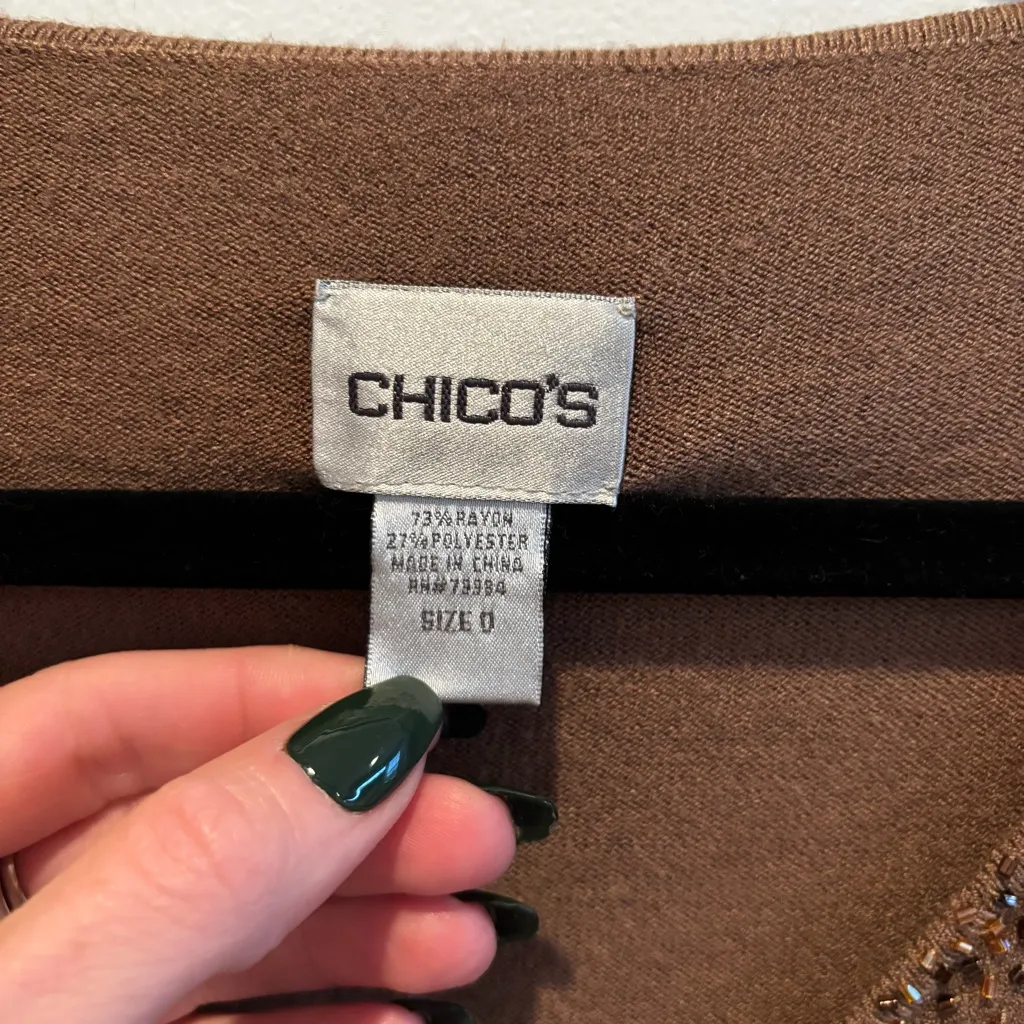 CHICO'S
73% RAYON
27% POLYESTER
MADE IN CHINA
RN# 79984
SIZE 0